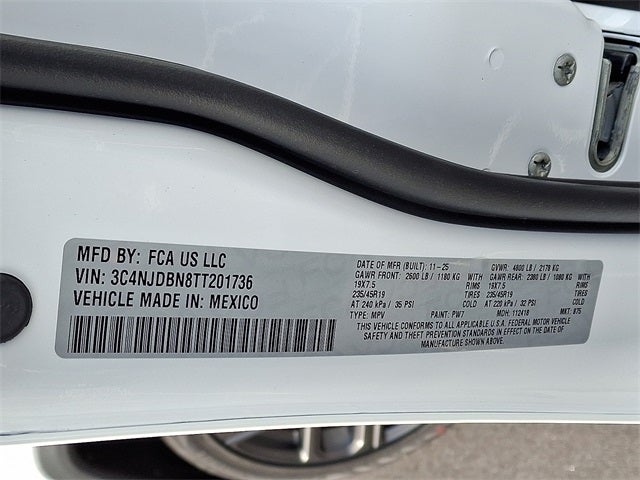 MFD BY: FCA US LLC
VIN: 3C4NJDBN8TT201736
VEHICLE MADE IN: MEXICO
DATE OF MFR (BUILT): 11-25 GVWR: 4800 LB / 2178 KG
GAWR FRONT: 2600 LB / 1180 KG WITH GAWR REAR: 2380 LB / 1080 KG WITH
19X7.5 RIMS 19X7.5 RIMS
235/45R19 TIRES 235/45R19 TIRES
AT 240 kPa / 35 PSI COLD AT 220 kPa / 32 PSI COLD
TYPE: MPV PAINT: PW7 MDH: 112418 MKT: 875
THIS VEHICLE CONFORMS TO ALL APPLICABLE U.S.A. FEDERAL MOTOR VEHICLE
SAFETY AND THEFT PREVENTION STANDARDS IN EFFECT ON THE DATE OF
MANUFACTURE SHOWN ABOVE.